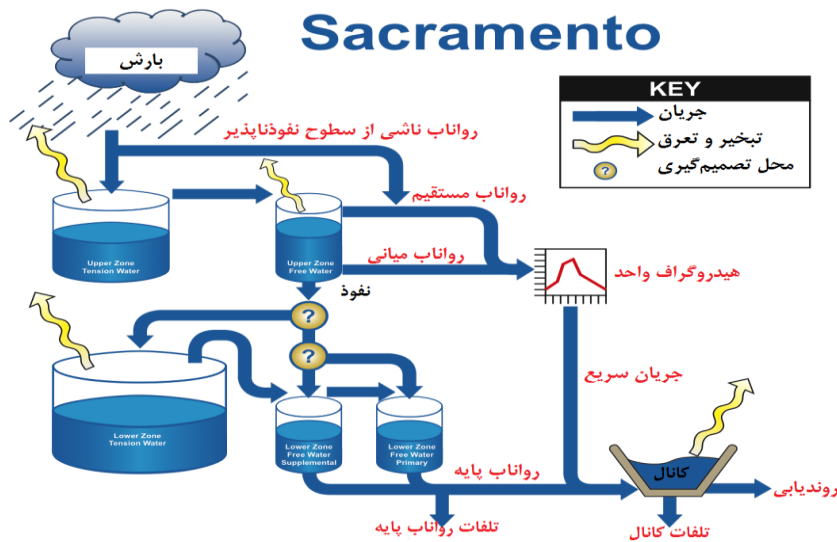 Sacramento
بارش
KEY
جریان
تبخیر و تعرق
محل تصمیم‌گیری
?
رواناب ناشی از سطوح نفوذناپذیر
رواناب مستقیم
Upper Zone
Tension Water
Upper Zone
Free Water
رواناب میانی
هیدروگراف واحد
نفوذ
?
?
جریان سریع
Lower Zone
Tension Water
Lower Zone
Free Water
Supplemental
Lower Zone
Free Water
Primary
رواناب پایه
کانال
روندیابی
تلفات رواناب پایه
تلفات کانال